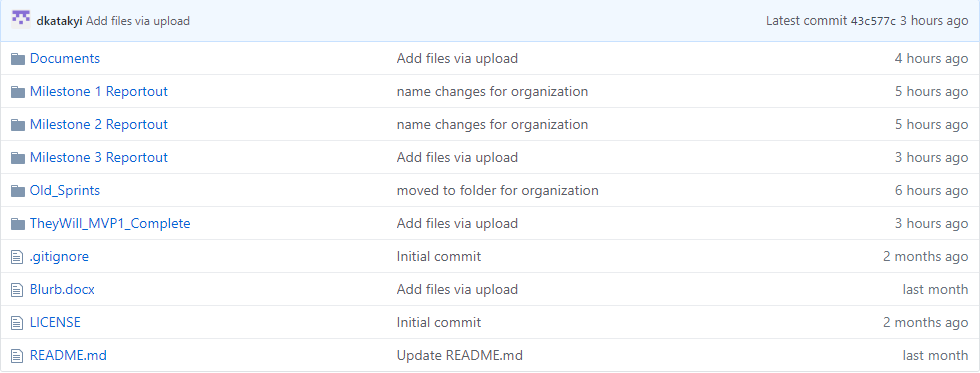 dkatakyi Add files via upload Latest commit 43c577c 3 hours ago
Documents Add files via upload 4 hours ago
Milestone 1 Reportout name changes for organization 5 hours ago
Milestone 2 Reportout name changes for organization 5 hours ago
Milestone 3 Reportout Add files via upload 3 hours ago
Old_Sprints moved to folder for organization 6 hours ago
TheyWill_MVP1_Complete Add files via upload 3 hours ago
.gitignore Initial commit 2 months ago
Blurb.docx Add files via upload last month
LICENSE Initial commit 2 months ago
README.md Update README.md last month